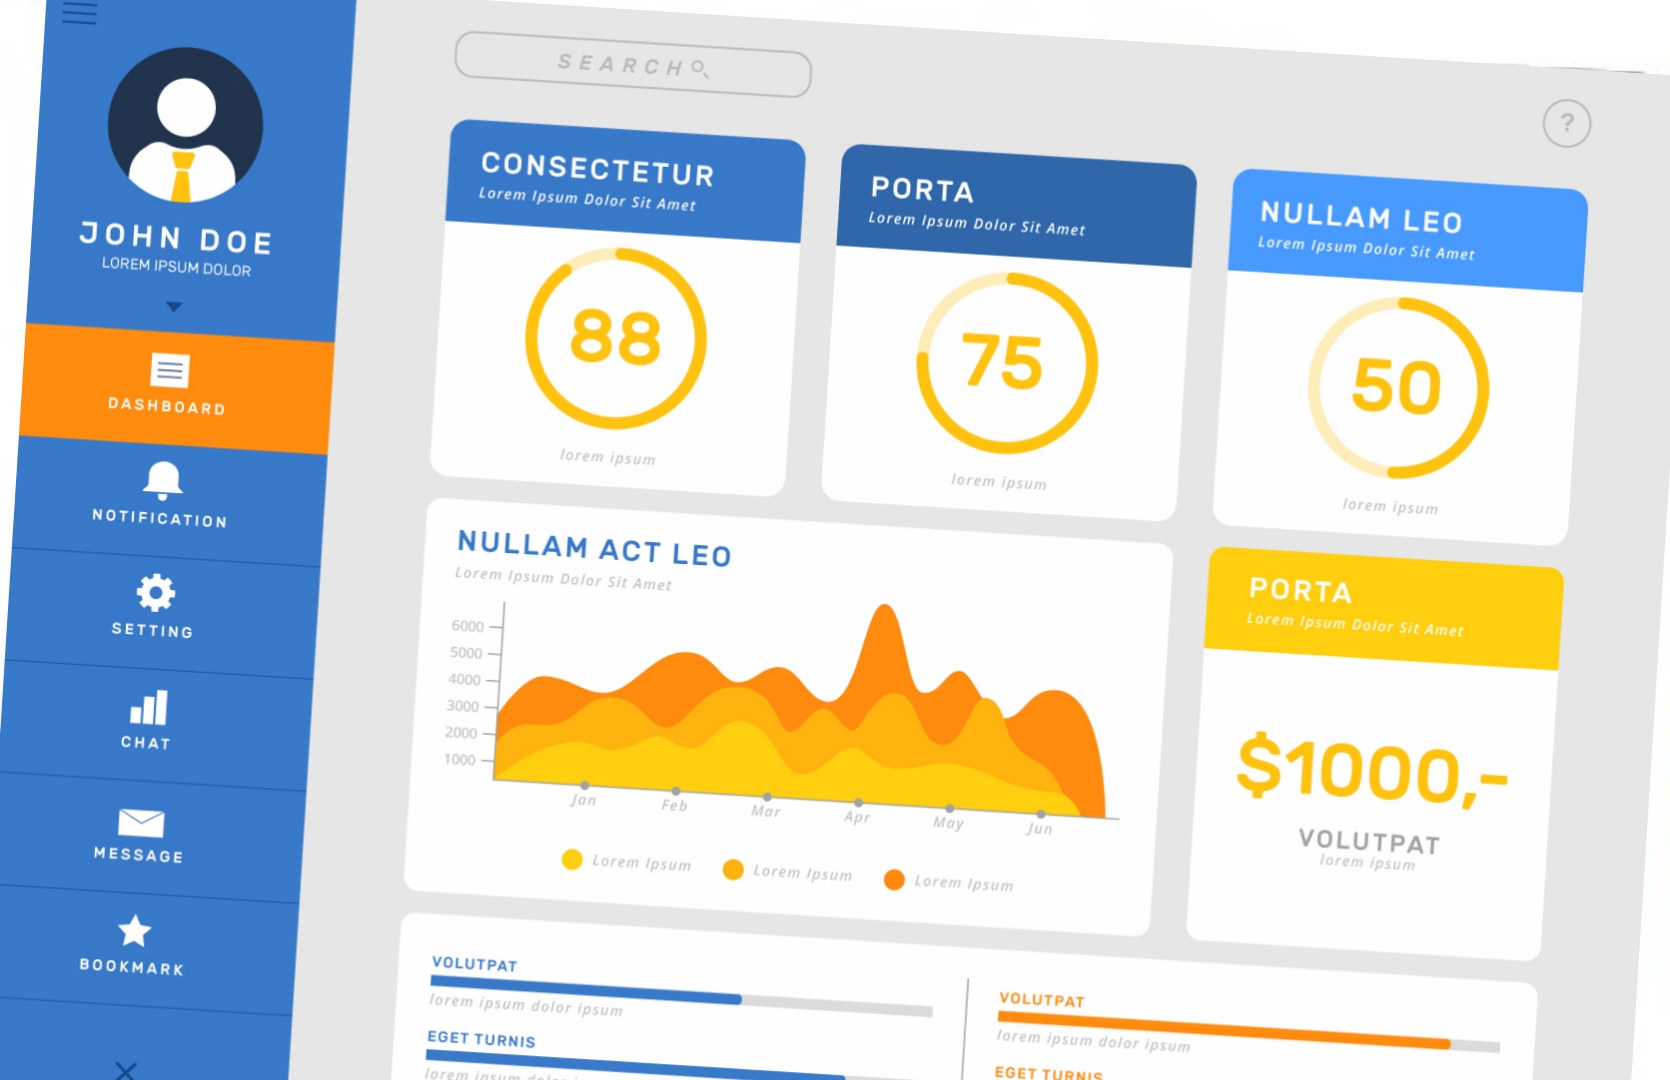 SEARCH
?
JOHN DOE
LOREM IPSUM DOLOR
DASHBOARD
NOTIFICATION
SETTING
CHAT
MESSAGE
BOOKMARK
CONSECTETUR
Lorem Ipsum Dolor Sit Amet
88
lorem ipsum
PORTA
Lorem Ipsum Dolor Sit Amet
75
lorem ipsum
NULLAM LEO
Lorem Ipsum Dolor Sit Amet
50
lorem ipsum
NULLAM ACT LEO
Lorem Ipsum Dolor Sit Amet
6000
5000
4000
3000
2000
1000
Jan Feb Mar Apr May Jun
Lorem Ipsum Lorem Ipsum Lorem Ipsum
PORTA
Lorem Ipsum Dolor Sit Amet
$1000,-
VOLUTPAT
lorem ipsum
VOLUTPAT
lorem ipsum dolor ipsum
EGET TURNIS
lorem ipsum dolor ipsum
VOLUTPAT
lorem ipsum dolor ipsum
EGET TURNIS